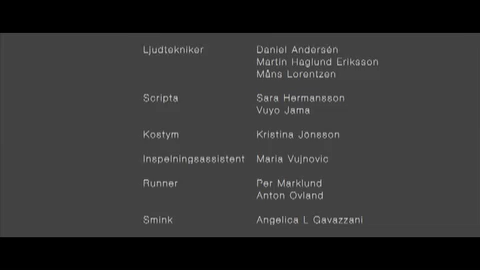 Ljudtekniker Daniel Andersén
Martin Haglund Eriksson
Måns Lorentzen
Scripta Sara Hermansson
Vuyo Jama
Kostym Kristina Jönsson
Inspelningsassistent Maria Vujnovic
Runner Per Marklund
Anton Ovland
Smink Angelica L Gavazzani